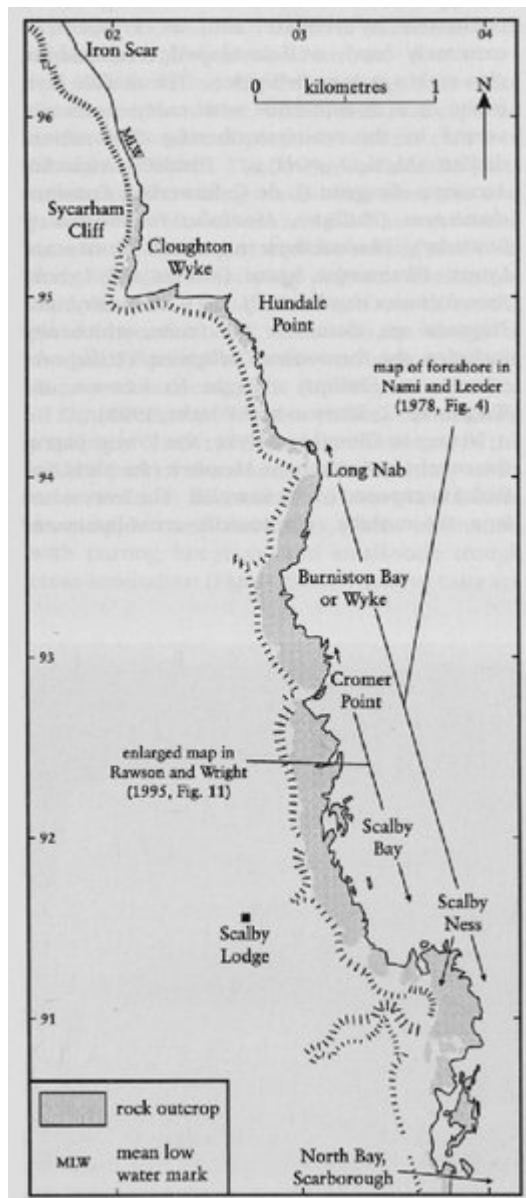 02
03
04
Iron Scar
0 kilometres 1
N
96
MLW
Sycarham
Cliff
Cloughton
Wyke
95
Hundale
Point
map of foreshore in
Nami and Leeder
(1978, Fig. 4)
94
Long Nab
Burniston Bay
or Wyke
93
Cromer
Point
enlarged map in
Rawson and Wright
(1995, Fig. 11)
92
Scalby
Bay
Scalby
Ness
Scalby
Lodge
91
rock outcrop
MLW mean low
water mark
North Bay,
Scarborough